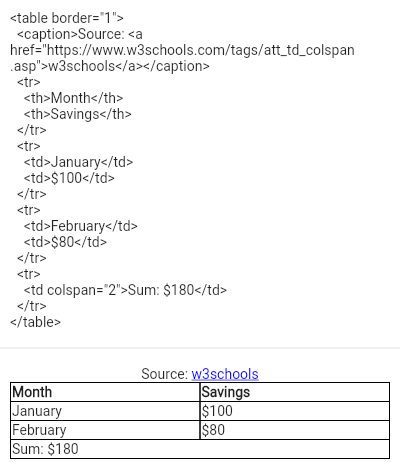 <table border="1">
  <caption>Source: <a
href="https://www.w3schools.com/tags/att_td_colspan
.asp">w3schools</a></caption>
  <tr>
    <th>Month</th>
    <th>Savings</th>
  </tr>
  <tr>
    <td>January</td>
    <td>$100</td>
  </tr>
  <tr>
    <td>February</td>
    <td>$80</td>
  </tr>
  <tr>
    <td colspan="2">Sum: $180</td>
  </tr>
</table>
Source: w3schools
Month Savings
January $100
February $80
Sum: $180